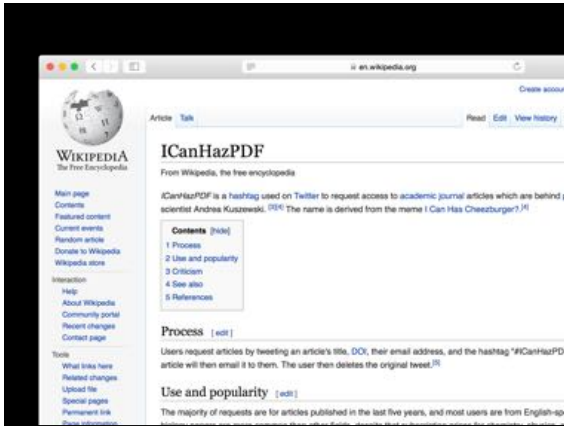 en.wikipedia.org
Create accou
WIKIPEDIA
The Free Encyclopedia
Main page
Contents
Featured content
Current events
Random article
Donate to Wikipedia
Wikipedia store
Interaction
Help
About Wikipedia
Community portal
Recent changes
Contact page
Tools
What links here
Related changes
Upload file
Special pages
Permanent link
Page information
Article Talk
Read Edit View history
ICanHazPDF
From Wikipedia, the free encyclopedia
ICanHazPDF is a hashtag used on Twitter to request access to academic journal articles which are behind
scientist Andrea Kuszewski. [3][4] The name is derived from the meme I Can Has Cheezburger?.[4]
Contents [hide]
1 Process
2 Use and popularity
3 Criticism
4 See also
5 References
Process [edit]
Users request articles by tweeting an article's title, DOI, their email address, and the hashtag "#ICanHazPD
article will then email it to them. The user then deletes the original tweet.[5]
Use and popularity [edit]
The majority of requests are for articles published in the last five years, and most users are from English-sp